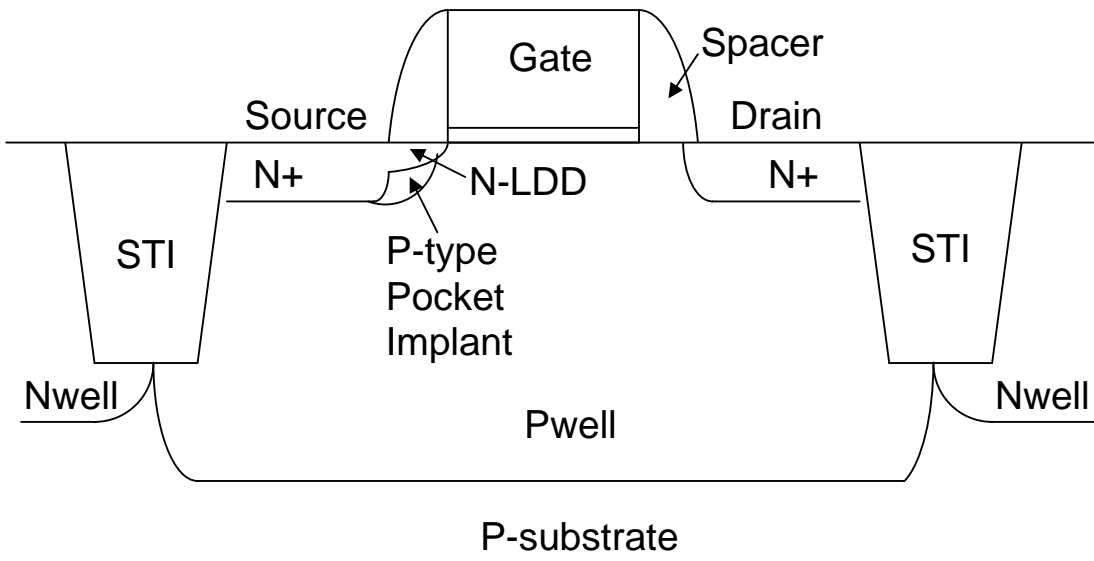 Gate
Spacer
Source
Drain
N+
N-LDD
N+
STI
P-type
Pocket
Implant
STI
Nwell
Pwell
Nwell
P-substrate